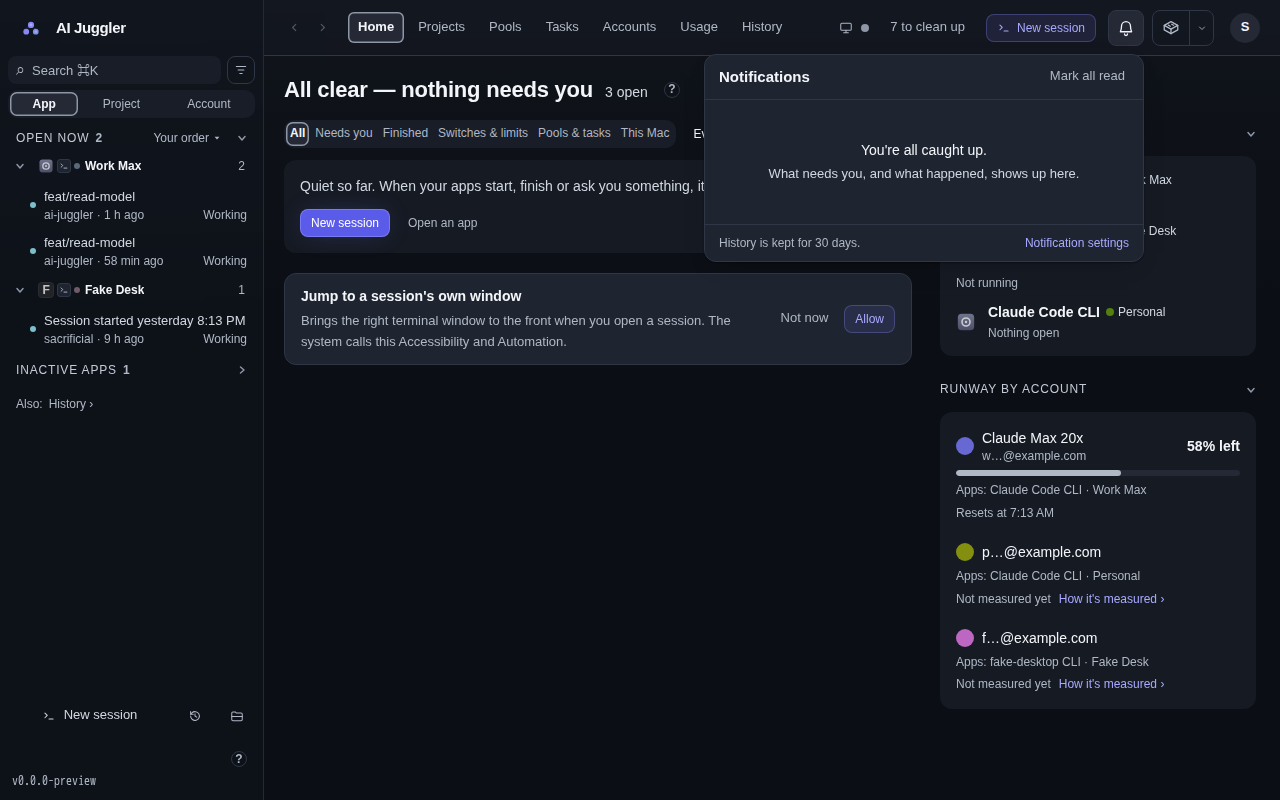 AI Juggler
Search ⌘K
App Project Account
OPEN NOW 2 Your order
Work Max 2
feat/read-model
ai-juggler · 1 h ago Working
feat/read-model
ai-juggler · 58 min ago Working
F Fake Desk 1
Session started yesterday 8:13 PM
sacrificial · 9 h ago Working
INACTIVE APPS 1
Also: History ›
New session
?
v0.0.0-preview
Home Projects Pools Tasks Accounts Usage History
7 to clean up New session S
All clear — nothing needs you 3 open ?
All Needs you Finished Switches & limits Pools & tasks This Mac
Quiet so far. When your apps start, finish or ask you something, it
New session Open an app
Jump to a session's own window
Brings the right terminal window to the front when you open a session. The
system calls this Accessibility and Automation.
Not now Allow
Notifications Mark all read
You're all caught up.
What needs you, and what happened, shows up here.
History is kept for 30 days. Notification settings
Max
Desk
Not running
Claude Code CLI Personal
Nothing open
RUNWAY BY ACCOUNT
Claude Max 20x
w…@example.com
58% left
Apps: Claude Code CLI · Work Max
Resets at 7:13 AM
p…@example.com
Apps: Claude Code CLI · Personal
Not measured yet How it's measured ›
f…@example.com
Apps: fake-desktop CLI · Fake Desk
Not measured yet How it's measured ›